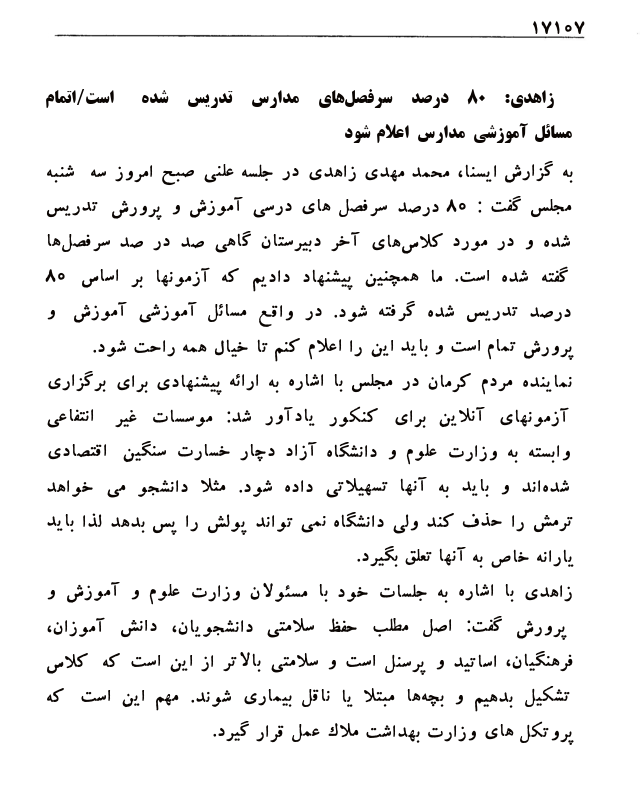 ۱۷۱۰۷
زاهدی: ۸۰ درصد سرفصل‌های مدارس تدریس شده است/اتمام
مسائل آموزشی مدارس اعلام شود
به گزارش ایسنا، محمد مهدی زاهدی در جلسه علنی صبح امروز سه شنبه
مجلس گفت : ۸۰ درصد سرفصل های درسی آموزش و پرورش تدریس
شده و در مورد کلاس‌های آخر دبیرستان گاهی صد در صد سرفصل‌ها
گفته شده است. ما همچنین پیشنهاد دادیم که آزمونها بر اساس ۸۰
درصد تدریس شده گرفته شود. در واقع مسائل آموزشی آموزش و
پرورش تمام است و باید این را اعلام کنم تا خیال همه راحت شود.
نماینده مردم کرمان در مجلس با اشاره به ارائه پیشنهادی برای برگزاری
آزمونهای آنلاین برای کنکور یادآور شد: موسسات غیر انتفاعی
وابسته به وزارت علوم و دانشگاه آزاد دچار خسارت سنگین اقتصادی
شده‌اند و باید به آنها تسهیلاتی داده شود. مثلا دانشجو می خواهد
ترمش را حذف کند ولی دانشگاه نمی تواند پولش را پس بدهد لذا باید
یارانه خاص به آنها تعلق بگیرد.
زاهدی با اشاره به جلسات خود با مسئولان وزارت علوم و آموزش و
پرورش گفت: اصل مطلب حفظ سلامتی دانشجویان، دانش آموزان،
فرهنگیان، اساتید و پرسنل است و سلامتی بالاتر از این است که کلاس
تشکیل بدهیم و بچه‌ها مبتلا یا ناقل بیماری شوند. مهم این است که
پروتکل های وزارت بهداشت ملاك عمل قرار گیرد.